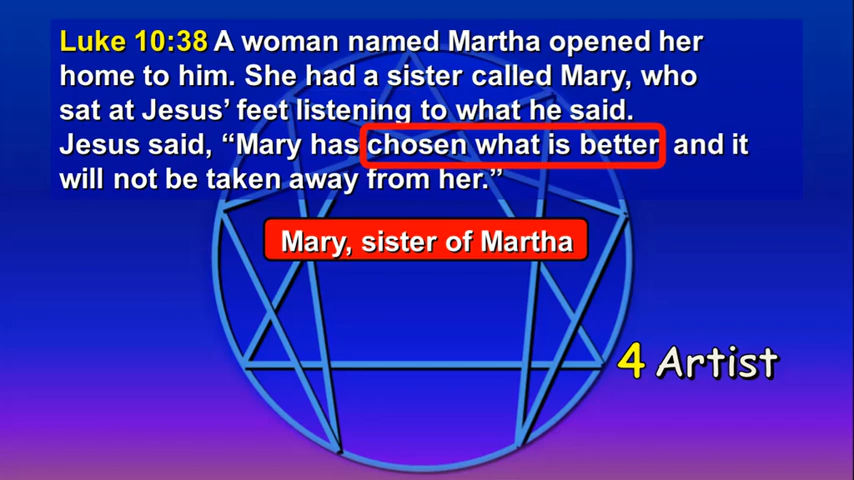 Luke 10:38 A woman named Martha opened her
home to him. She had a sister called Mary, who
sat at Jesus’ feet listening to what he said.
Jesus said, “Mary has chosen what is better and it
will not be taken away from her.”
Mary, sister of Martha
4 Artist